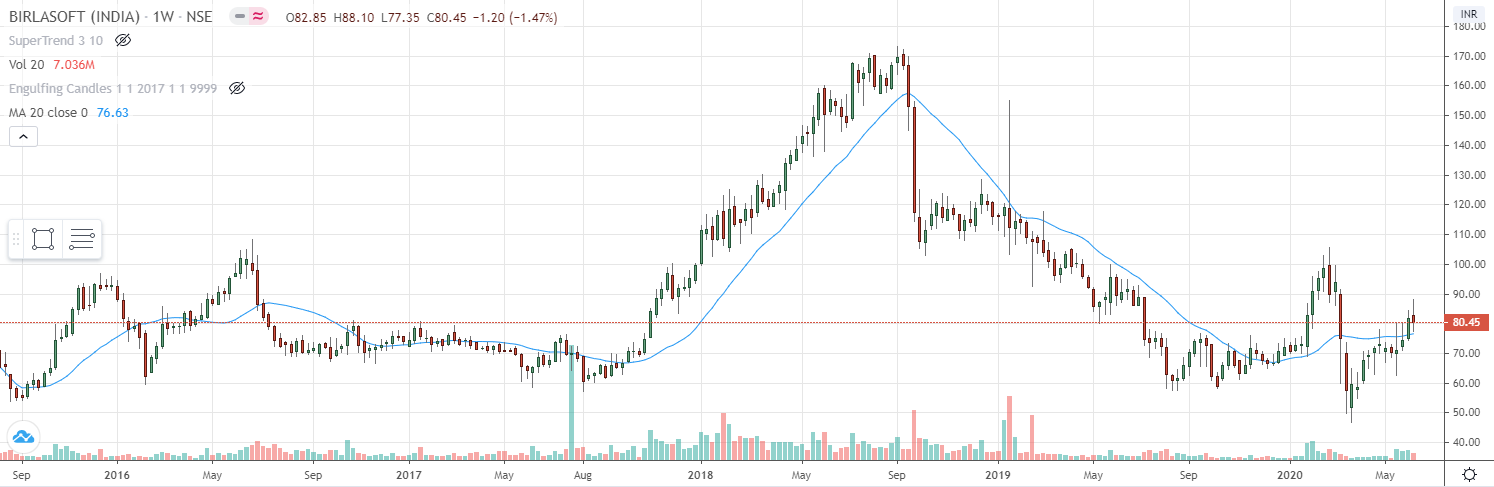 BIRLASOFT (INDIA) · 1W · NSE O82.85 H88.10 L77.35 C80.45 −1.20 (−1.47%)
INR
SuperTrend 3 10
Vol 20 7.036M
Engulfing Candles 1 1 2017 1 1 9999
MA 20 close 0 76.63
180.00
170.00
160.00
150.00
140.00
130.00
120.00
110.00
100.00
90.00
80.45
70.00
60.00
50.00
40.00
Sep 2016 May Sep 2017 May Aug 2018 May Sep 2019 May Sep 2020 May